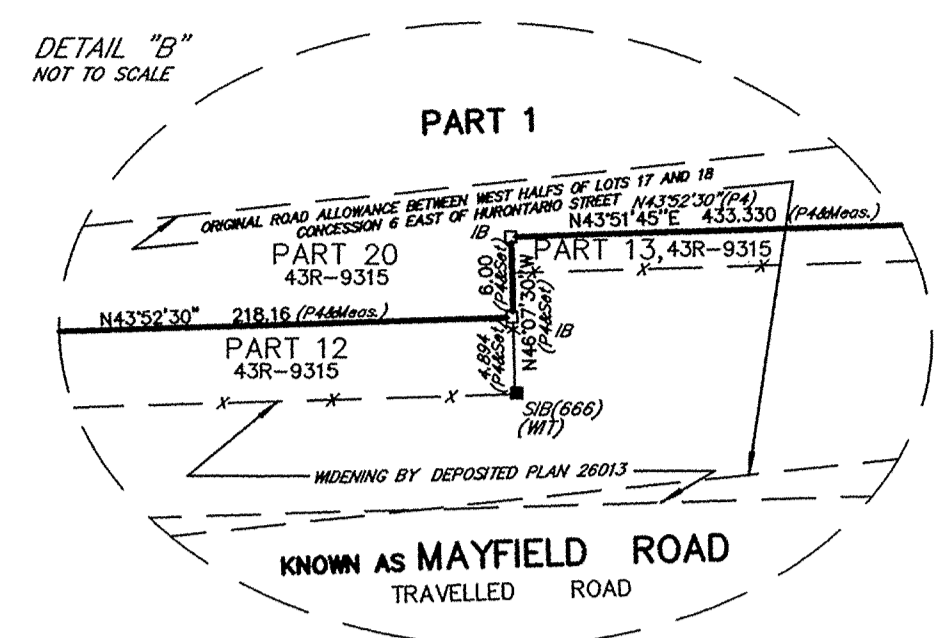 DETAIL "B"
NOT TO SCALE
PART 1
ORIGINAL ROAD ALLOWANCE BETWEEN WEST HALFS OF LOTS 17 AND 18
CONCESSION 6 EAST OF HURONTARIO STREET
N43°52'30"(P4)
N43°51'45"E 433.330 (P4&Meas.)
IB
PART 20
43R-9315
PART 13, 43R-9315
6.00
(P4&Set)
N46°07'30"W
(P4&Set)
N43°52'30" 218.16 (P4&Meas.)
IB
PART 12
43R-9315
4.894
(P4&Set)
SIB(666)
(WIT)
WIDENING BY DEPOSITED PLAN 26013
KNOWN AS MAYFIELD ROAD
TRAVELLED ROAD